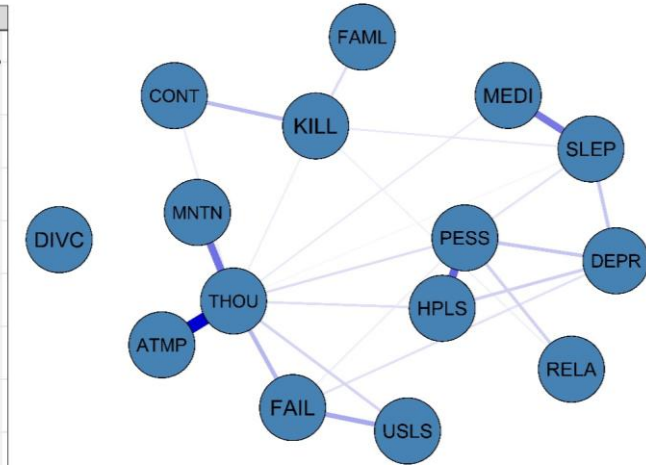 FAML
CONT
KILL
MEDI
SLEP
MNTN
DIVC
PESS
DEPR
THOU
HPLS
ATMP
RELA
FAIL
USLS